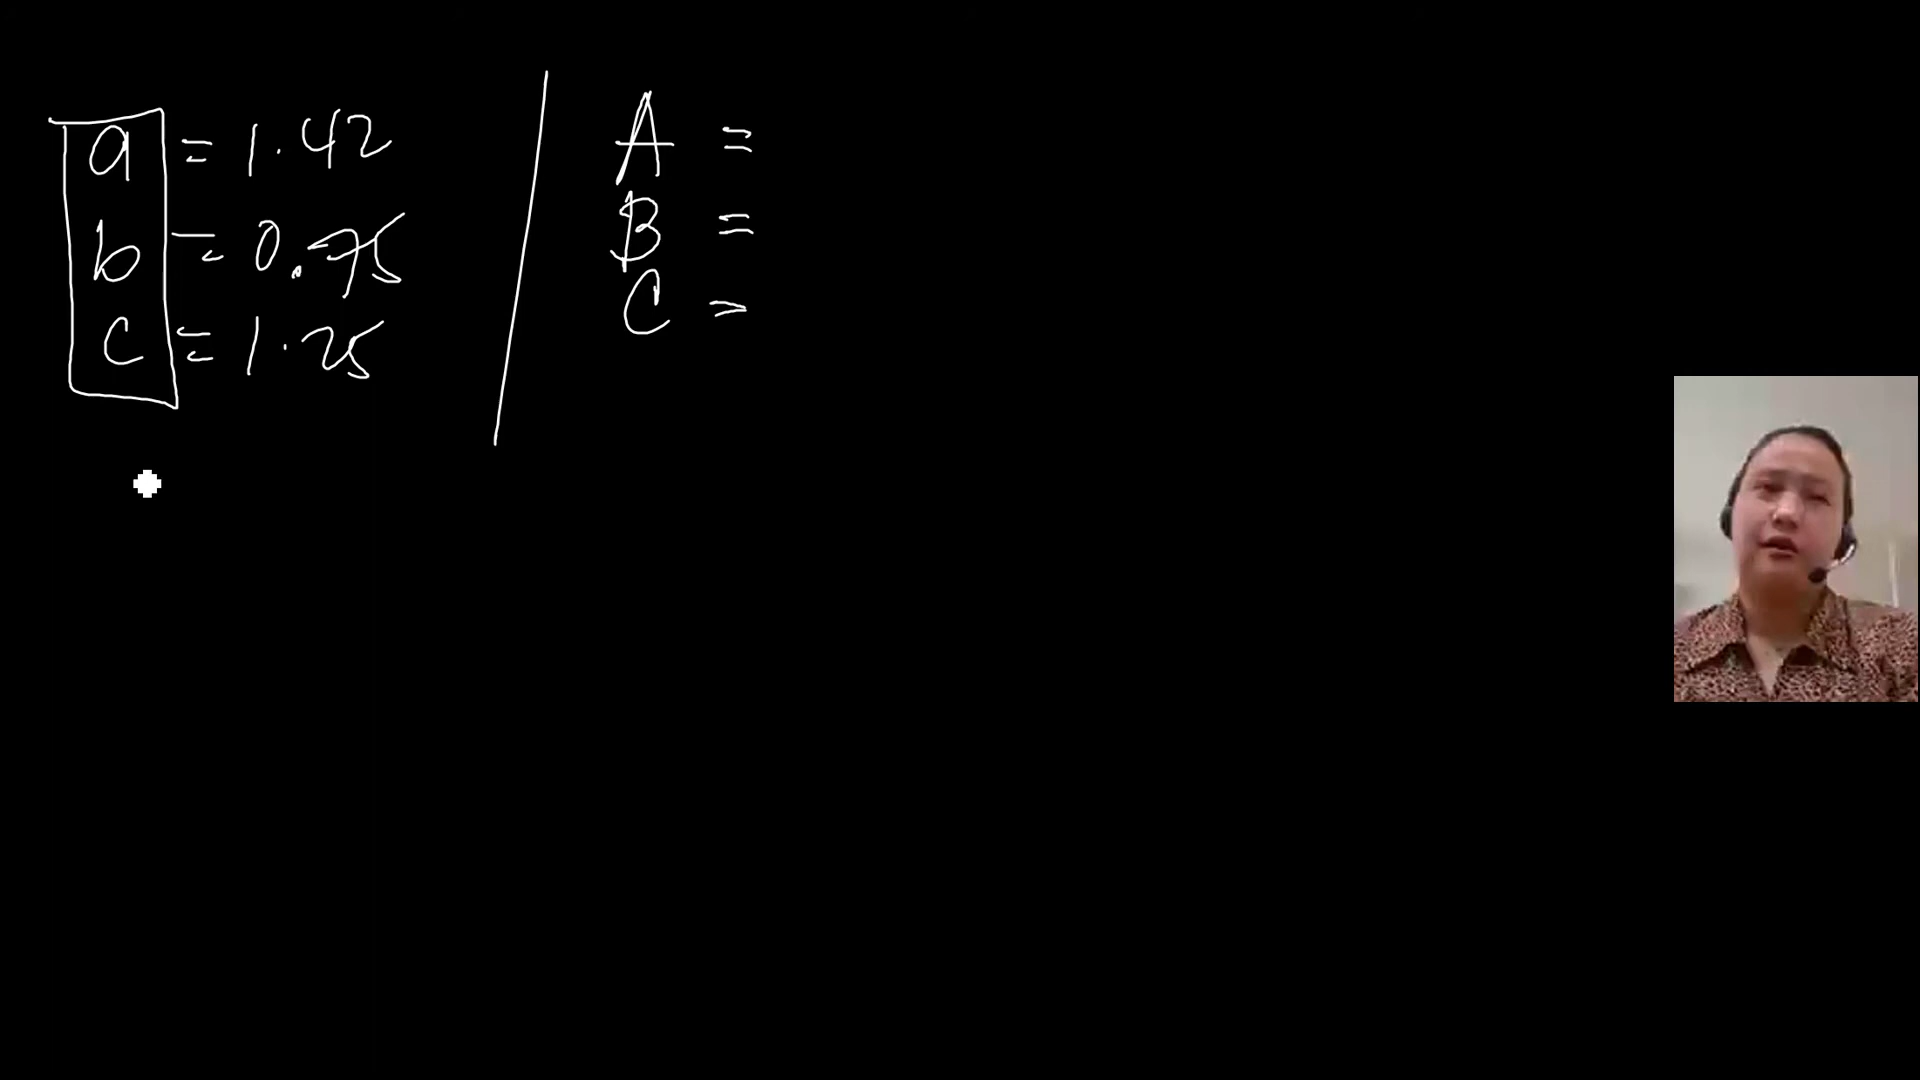 a = 1.42
b = 0.75
c = 1.25
A =
B =
C =